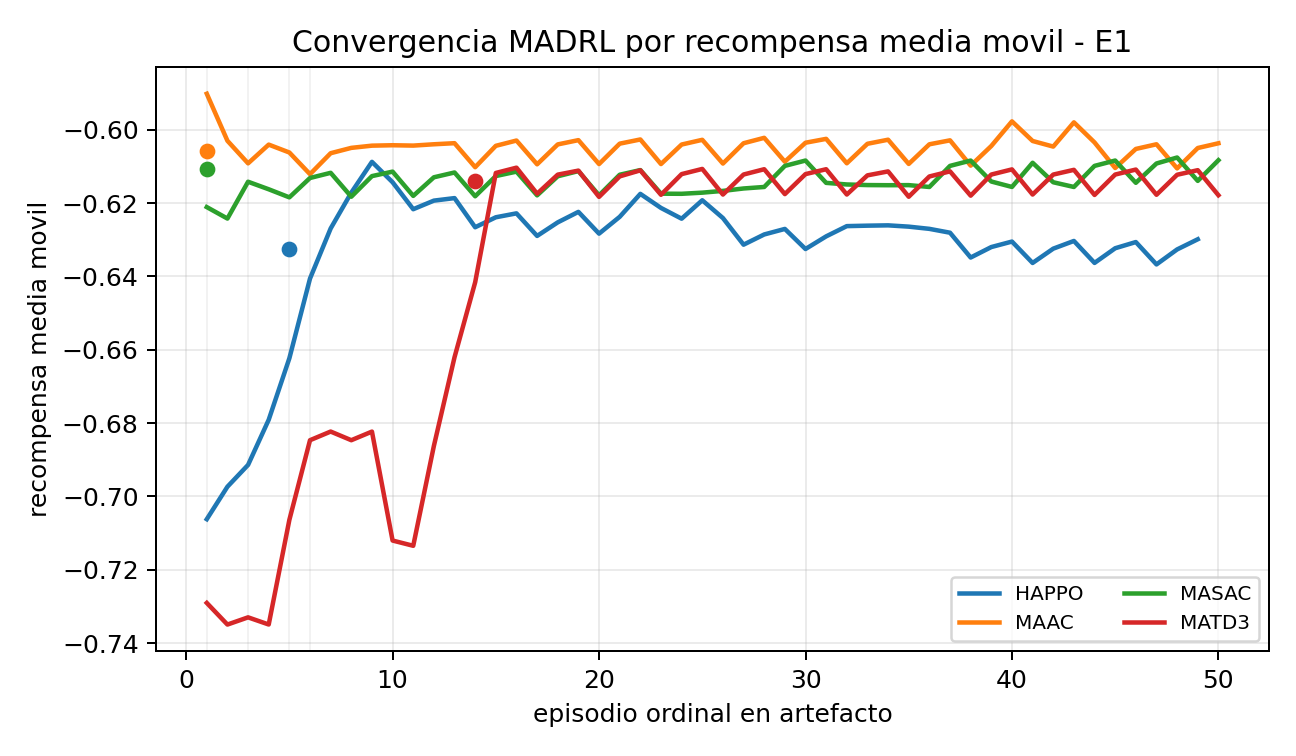 Convergencia MADRL por recompensa media movil - E1
recompensa media movil
−0.60
−0.62
−0.64
−0.66
−0.68
−0.70
−0.72
−0.74
0 10 20 30 40 50
episodio ordinal en artefacto
HAPPO MASAC
MAAC MATD3